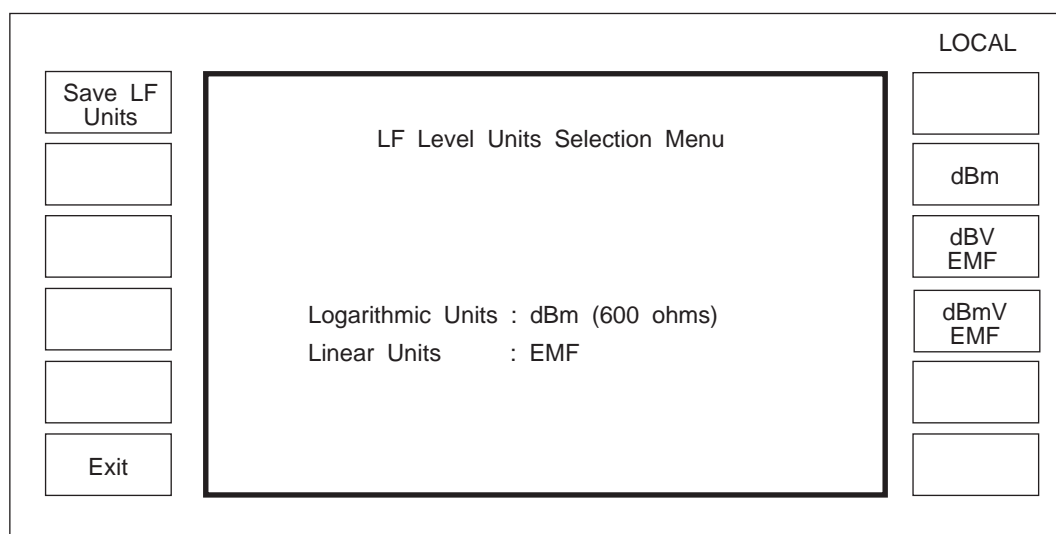 LOCAL
Save LF
Units
LF Level Units Selection Menu
dBm
dBV
EMF
Logarithmic Units : dBm (600 ohms)
dBmV
EMF
Linear Units : EMF
Exit